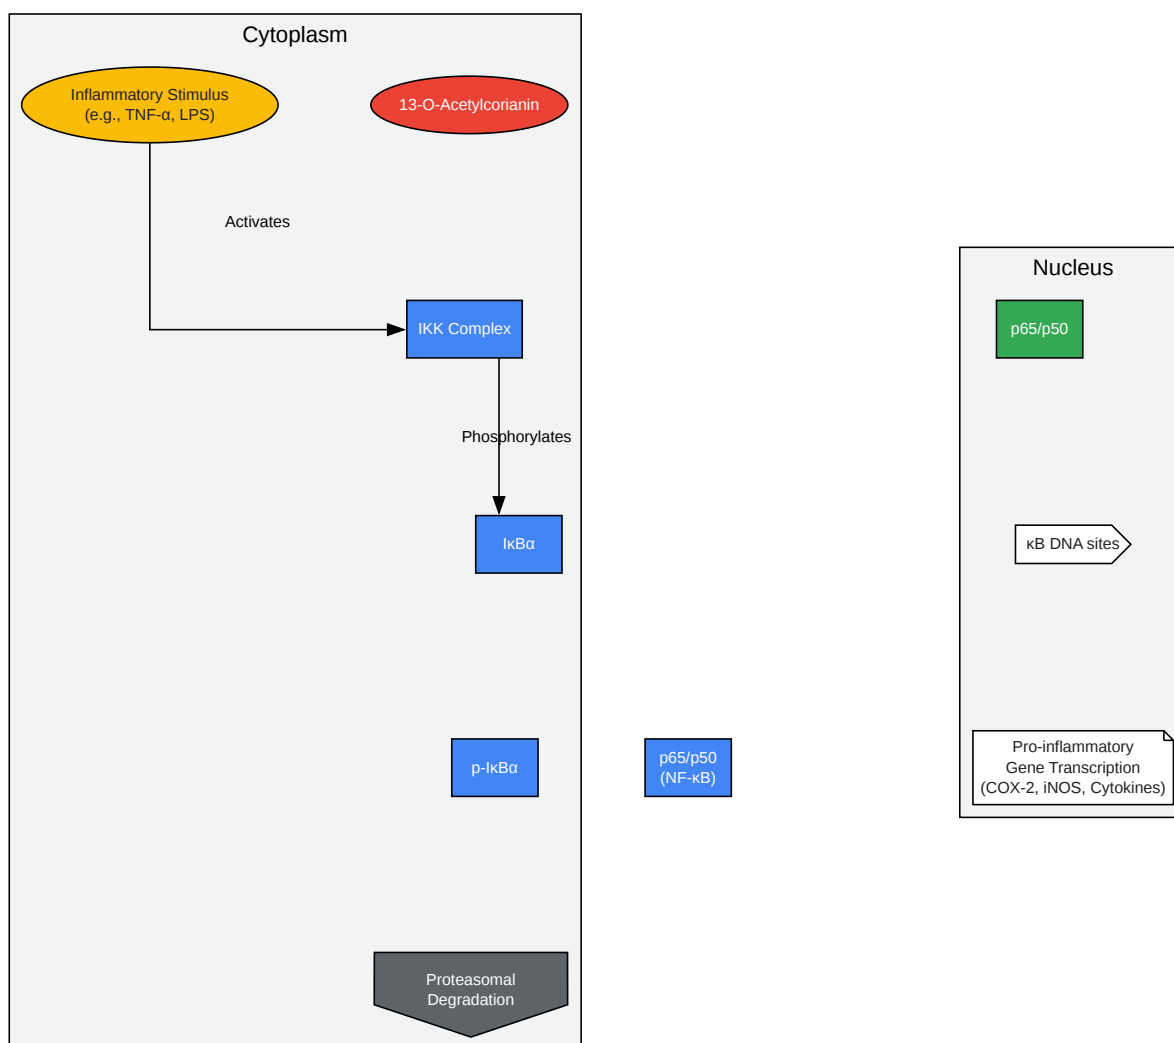 Cytoplasm
Inflammatory Stimulus
(e.g., TNF-α, LPS)
13-O-Acetylcorianin
Activates
Nucleus
IKK Complex
p65/p50
Phosphorylates
IκBα
κB DNA sites
p-IκBα
p65/p50
(NF-κB)
Pro-inflammatory
Gene Transcription
(COX-2, iNOS, Cytokines)
Proteasomal
Degradation